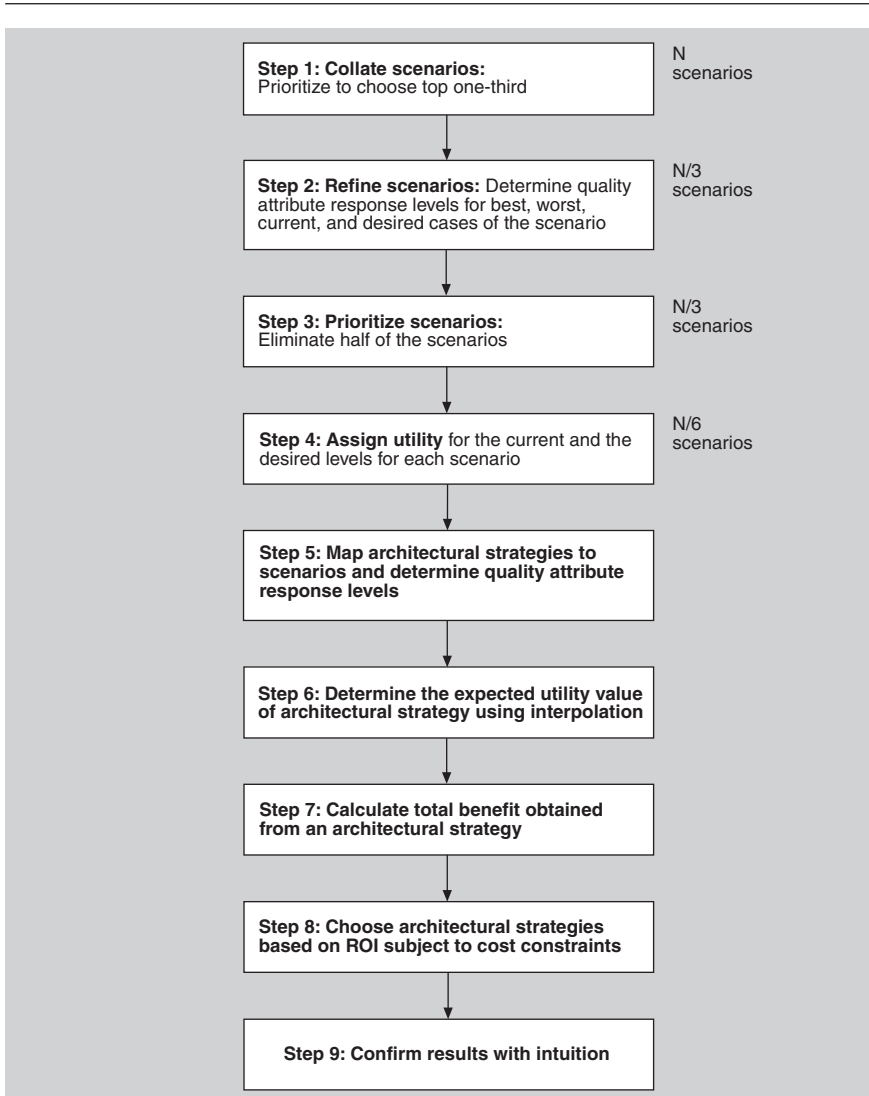 Step 1: Collate scenarios:
Prioritize to choose top one-third
N
scenarios
Step 2: Refine scenarios: Determine quality
attribute response levels for best, worst,
current, and desired cases of the scenario
N/3
scenarios
Step 3: Prioritize scenarios:
Eliminate half of the scenarios
N/3
scenarios
Step 4: Assign utility for the current and the
desired levels for each scenario
N/6
scenarios
Step 5: Map architectural strategies to
scenarios and determine quality attribute
response levels
Step 6: Determine the expected utility value
of architectural strategy using interpolation
Step 7: Calculate total benefit obtained
from an architectural strategy
Step 8: Choose architectural strategies
based on ROI subject to cost constraints
Step 9: Confirm results with intuition